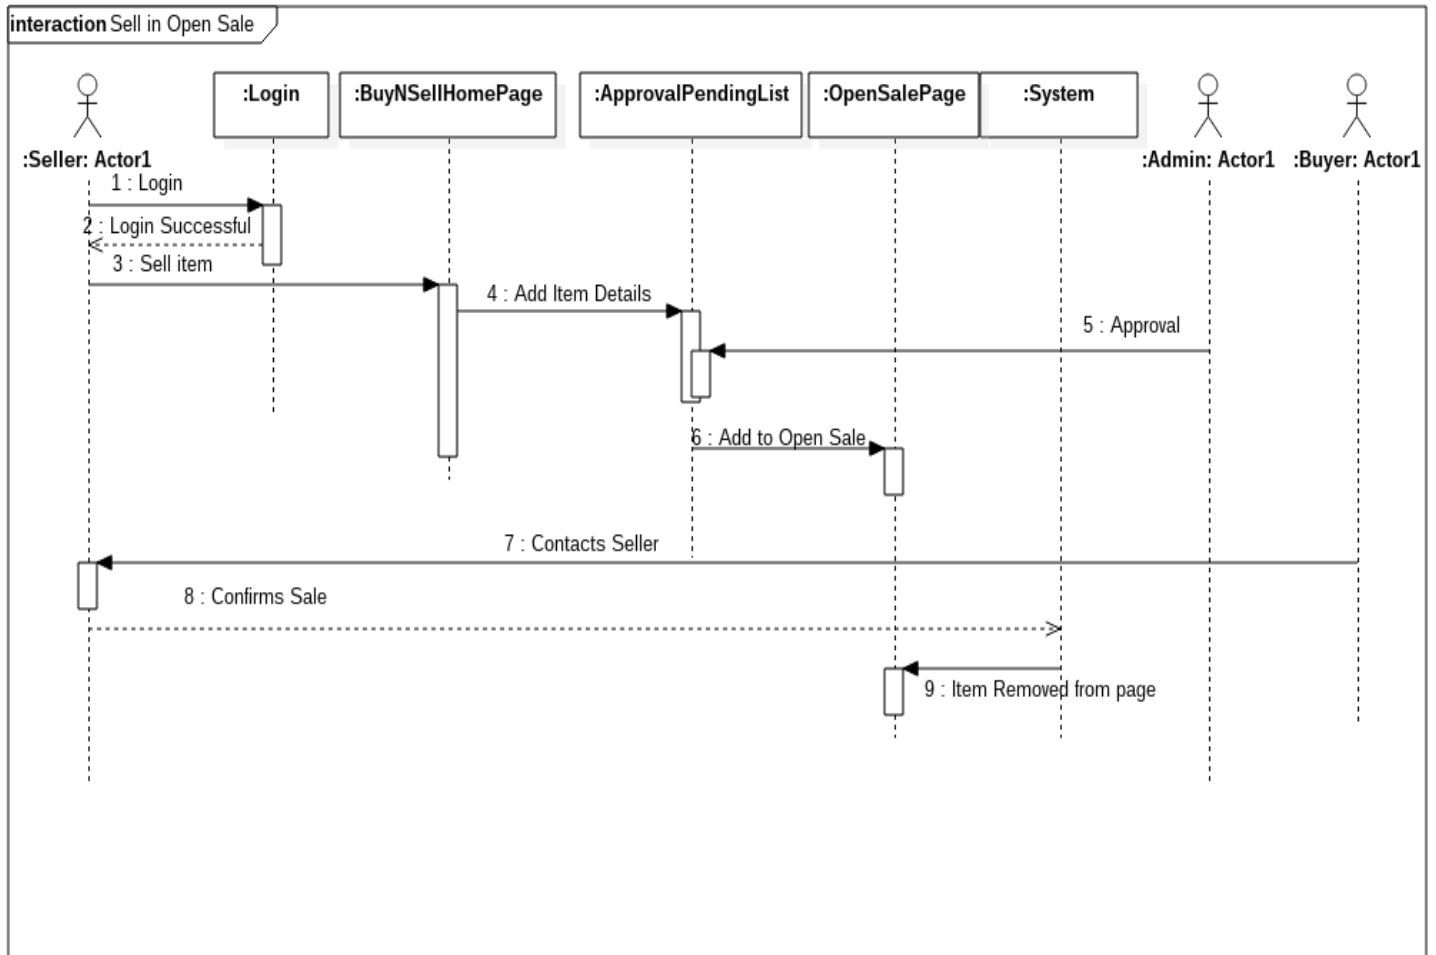 interaction Sell in Open Sale
:Login
:BuyNSellHomePage
:ApprovalPendingList
:OpenSalePage
:System
:Seller: Actor1
:Admin: Actor1
:Buyer: Actor1
1 : Login
2 : Login Successful
3 : Sell item
4 : Add Item Details
5 : Approval
6 : Add to Open Sale
7 : Contacts Seller
8 : Confirms Sale
9 : Item Removed from page